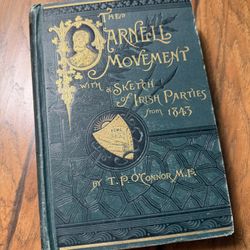 THE
PARNELL
MOVEMENT
WITH
a SKETCH
of IRISH PARTIES
from 1843
BY T. P. O'CONNOR, M.P.